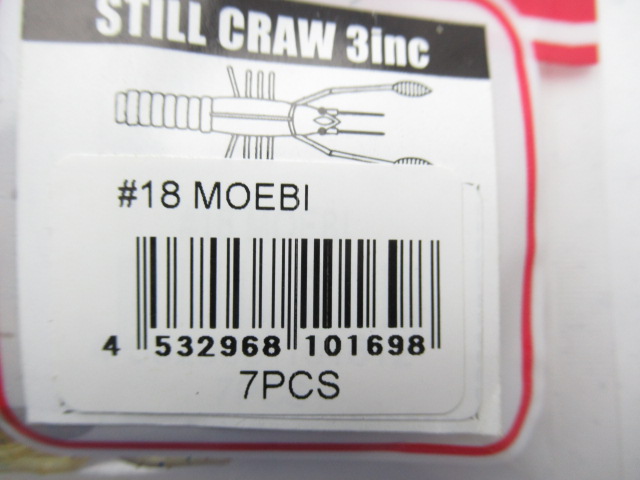 STILL CRAW 3inc
#18 MOEBI
4 532968 101698
7PCS